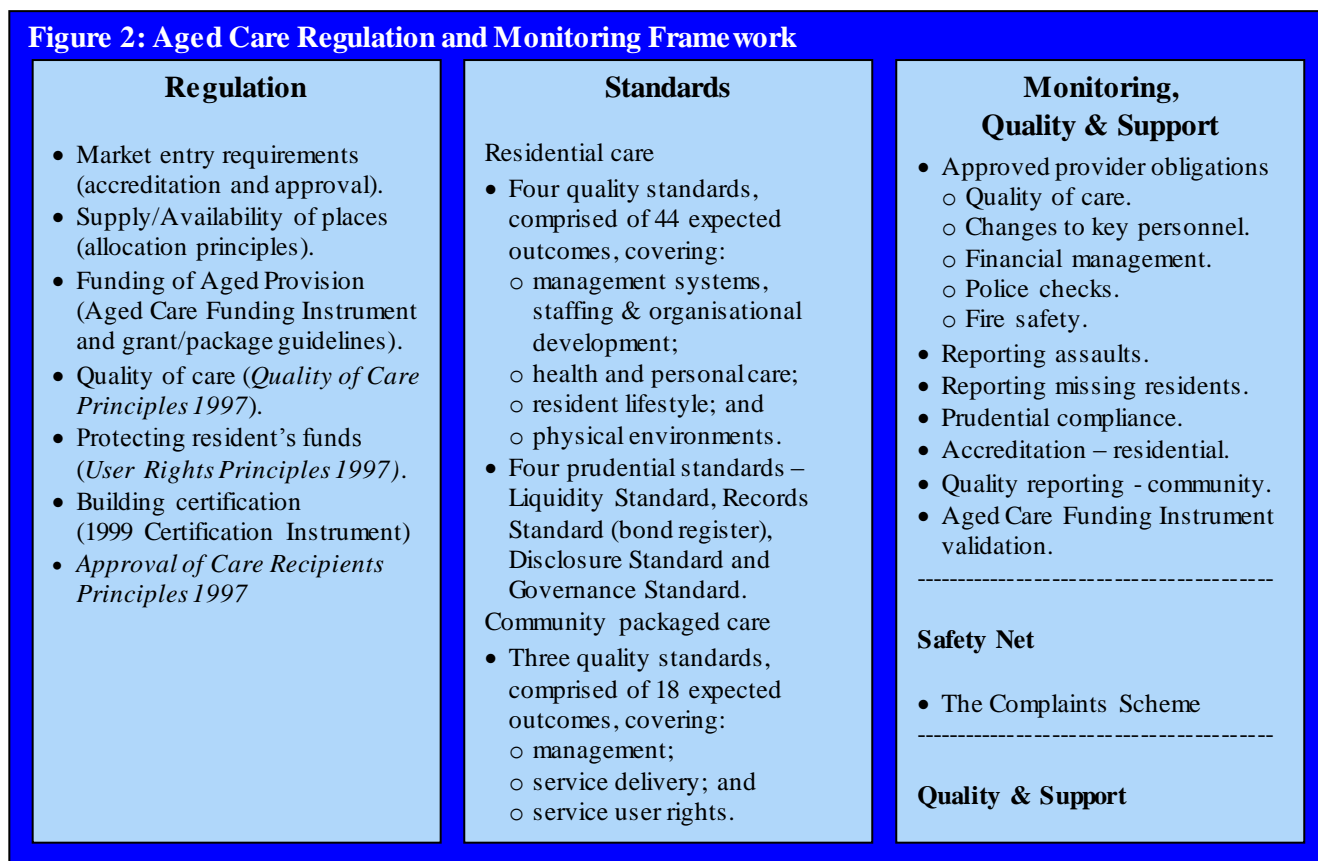 Figure 2: Aged Care Regulation and Monitoring Framework
Regulation
• Market entry requirements
(accreditation and approval).
• Supply/Availability of places
(allocation principles).
• Funding of Aged Provision
(Aged Care Funding Instrument
and grant/package guidelines).
• Quality of care (Quality of Care
Principles 1997).
• Protecting resident's funds
(User Rights Principles 1997).
• Building certification
(1999 Certification Instrument)
• Approval of Care Recipients
Principles 1997
Standards
Residential care
• Four quality standards,
comprised of 44 expected
outcomes, covering:
o management systems,
staffing & organisational
development;
o health and personal care;
o resident lifestyle; and
o physical environments.
• Four prudential standards –
Liquidity Standard, Records
Standard (bond register),
Disclosure Standard and
Governance Standard.
Community packaged care
• Three quality standards,
comprised of 18 expected
outcomes, covering:
o management;
o service delivery; and
o service user rights.
Monitoring,
Quality & Support
• Approved provider obligations
o Quality of care.
o Changes to key personnel.
o Financial management.
o Police checks.
o Fire safety.
• Reporting assaults.
• Reporting missing residents.
• Prudential compliance.
• Accreditation – residential.
• Quality reporting - community.
• Aged Care Funding Instrument
validation.
-------------------------------------------
Safety Net
• The Complaints Scheme
-------------------------------------------
Quality & Support